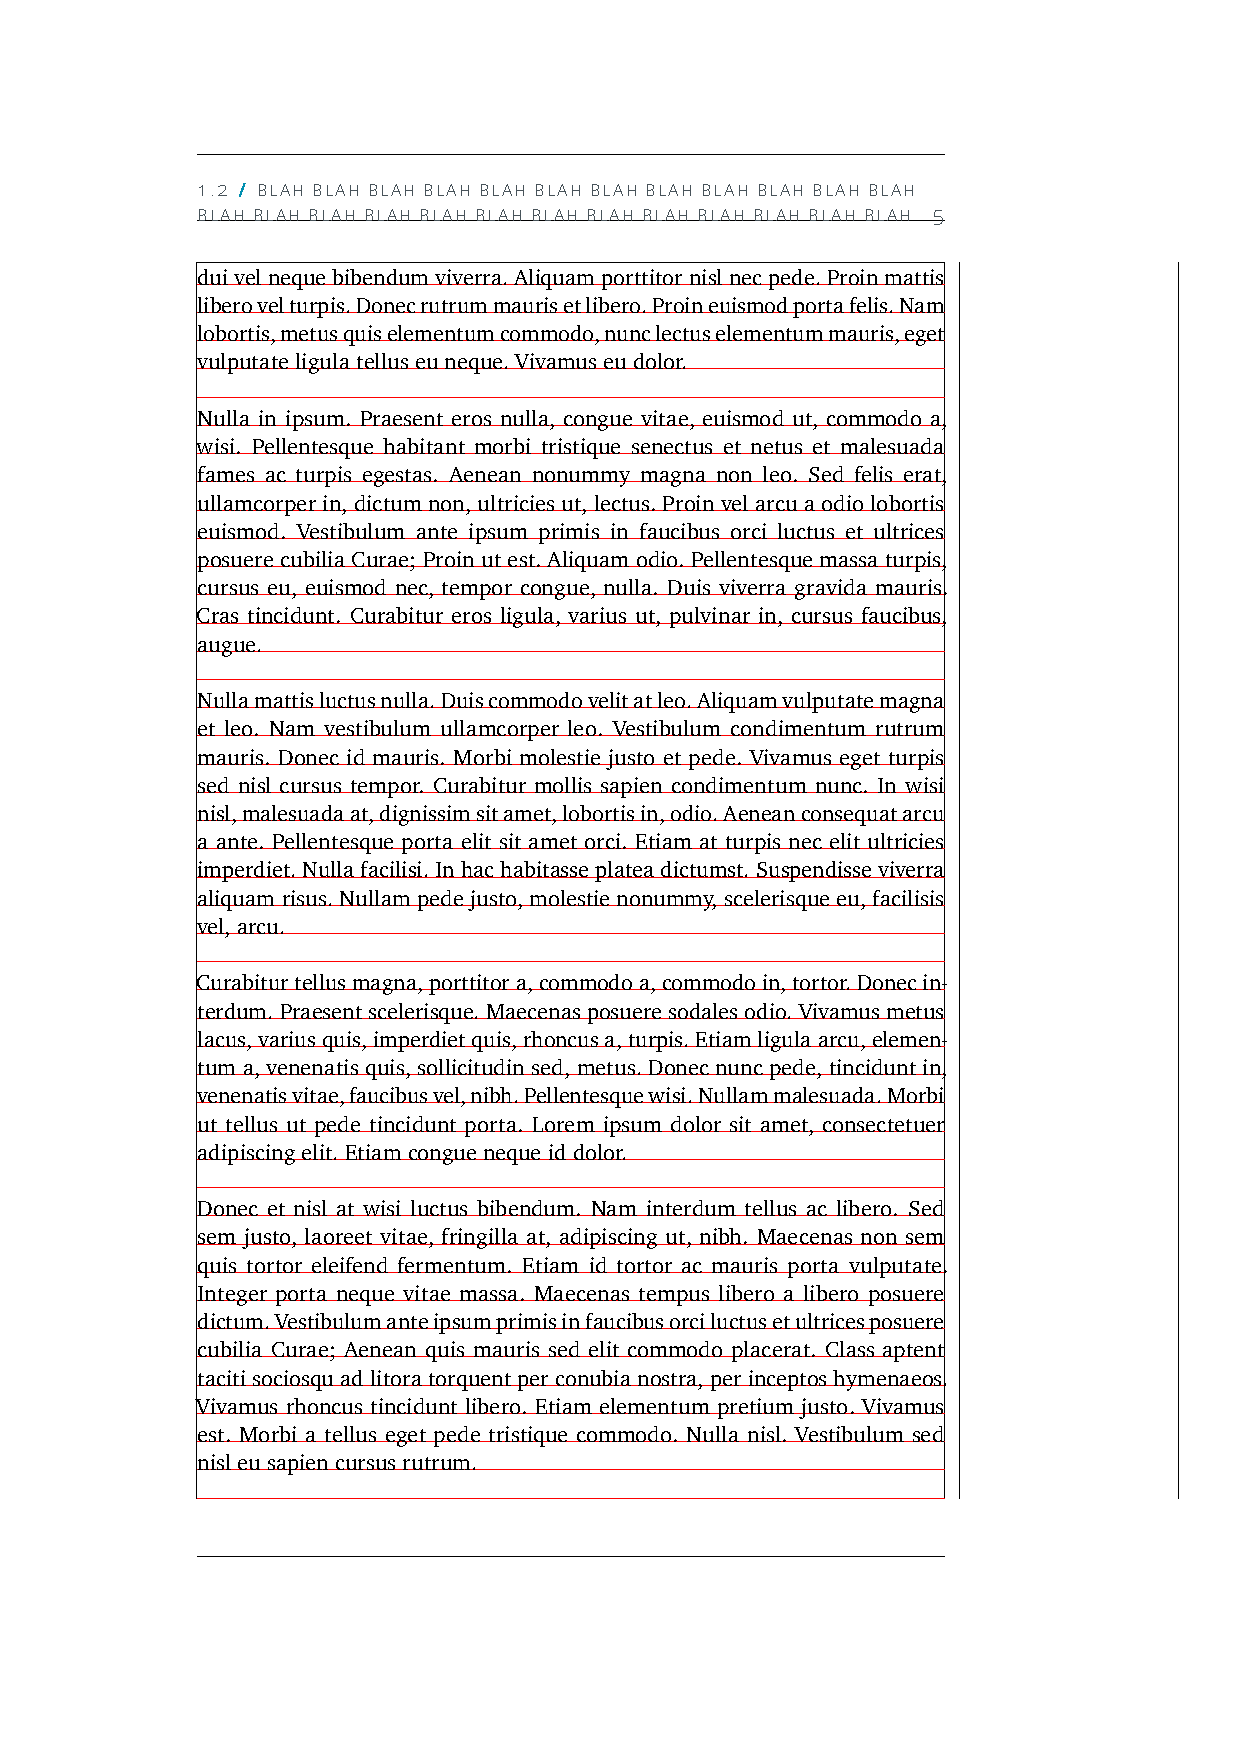 1.2 / BLAH BLAH BLAH BLAH BLAH BLAH BLAH BLAH BLAH BLAH BLAH BLAH
BLAH BLAH BLAH BLAH BLAH BLAH BLAH BLAH BLAH BLAH BLAH BLAH BLAH 5
dui vel neque bibendum viverra. Aliquam porttitor nisl nec pede. Proin mattis
libero vel turpis. Donec rutrum mauris et libero. Proin euismod porta felis. Nam
lobortis, metus quis elementum commodo, nunc lectus elementum mauris, eget
vulputate ligula tellus eu neque. Vivamus eu dolor.
Nulla in ipsum. Praesent eros nulla, congue vitae, euismod ut, commodo a,
wisi. Pellentesque habitant morbi tristique senectus et netus et malesuada
fames ac turpis egestas. Aenean nonummy magna non leo. Sed felis erat,
ullamcorper in, dictum non, ultricies ut, lectus. Proin vel arcu a odio lobortis
euismod. Vestibulum ante ipsum primis in faucibus orci luctus et ultrices
posuere cubilia Curae; Proin ut est. Aliquam odio. Pellentesque massa turpis,
cursus eu, euismod nec, tempor congue, nulla. Duis viverra gravida mauris.
Cras tincidunt. Curabitur eros ligula, varius ut, pulvinar in, cursus faucibus,
augue.
Nulla mattis luctus nulla. Duis commodo velit at leo. Aliquam vulputate magna
et leo. Nam vestibulum ullamcorper leo. Vestibulum condimentum rutrum
mauris. Donec id mauris. Morbi molestie justo et pede. Vivamus eget turpis
sed nisl cursus tempor. Curabitur mollis sapien condimentum nunc. In wisi
nisl, malesuada at, dignissim sit amet, lobortis in, odio. Aenean consequat arcu
a ante. Pellentesque porta elit sit amet orci. Etiam at turpis nec elit ultricies
imperdiet. Nulla facilisi. In hac habitasse platea dictumst. Suspendisse viverra
aliquam risus. Nullam pede justo, molestie nonummy, scelerisque eu, facilisis
vel, arcu.
Curabitur tellus magna, porttitor a, commodo a, commodo in, tortor. Donec in-
terdum. Praesent scelerisque. Maecenas posuere sodales odio. Vivamus metus
lacus, varius quis, imperdiet quis, rhoncus a, turpis. Etiam ligula arcu, elemen-
tum a, venenatis quis, sollicitudin sed, metus. Donec nunc pede, tincidunt in,
venenatis vitae, faucibus vel, nibh. Pellentesque wisi. Nullam malesuada. Morbi
ut tellus ut pede tincidunt porta. Lorem ipsum dolor sit amet, consectetuer
adipiscing elit. Etiam congue neque id dolor.
Donec et nisl at wisi luctus bibendum. Nam interdum tellus ac libero. Sed
sem justo, laoreet vitae, fringilla at, adipiscing ut, nibh. Maecenas non sem
quis tortor eleifend fermentum. Etiam id tortor ac mauris porta vulputate.
Integer porta neque vitae massa. Maecenas tempus libero a libero posuere
dictum. Vestibulum ante ipsum primis in faucibus orci luctus et ultrices posuere
cubilia Curae; Aenean quis mauris sed elit commodo placerat. Class aptent
taciti sociosqu ad litora torquent per conubia nostra, per inceptos hymenaeos.
Vivamus rhoncus tincidunt libero. Etiam elementum pretium justo. Vivamus
est. Morbi a tellus eget pede tristique commodo. Nulla nisl. Vestibulum sed
nisl eu sapien cursus rutrum.